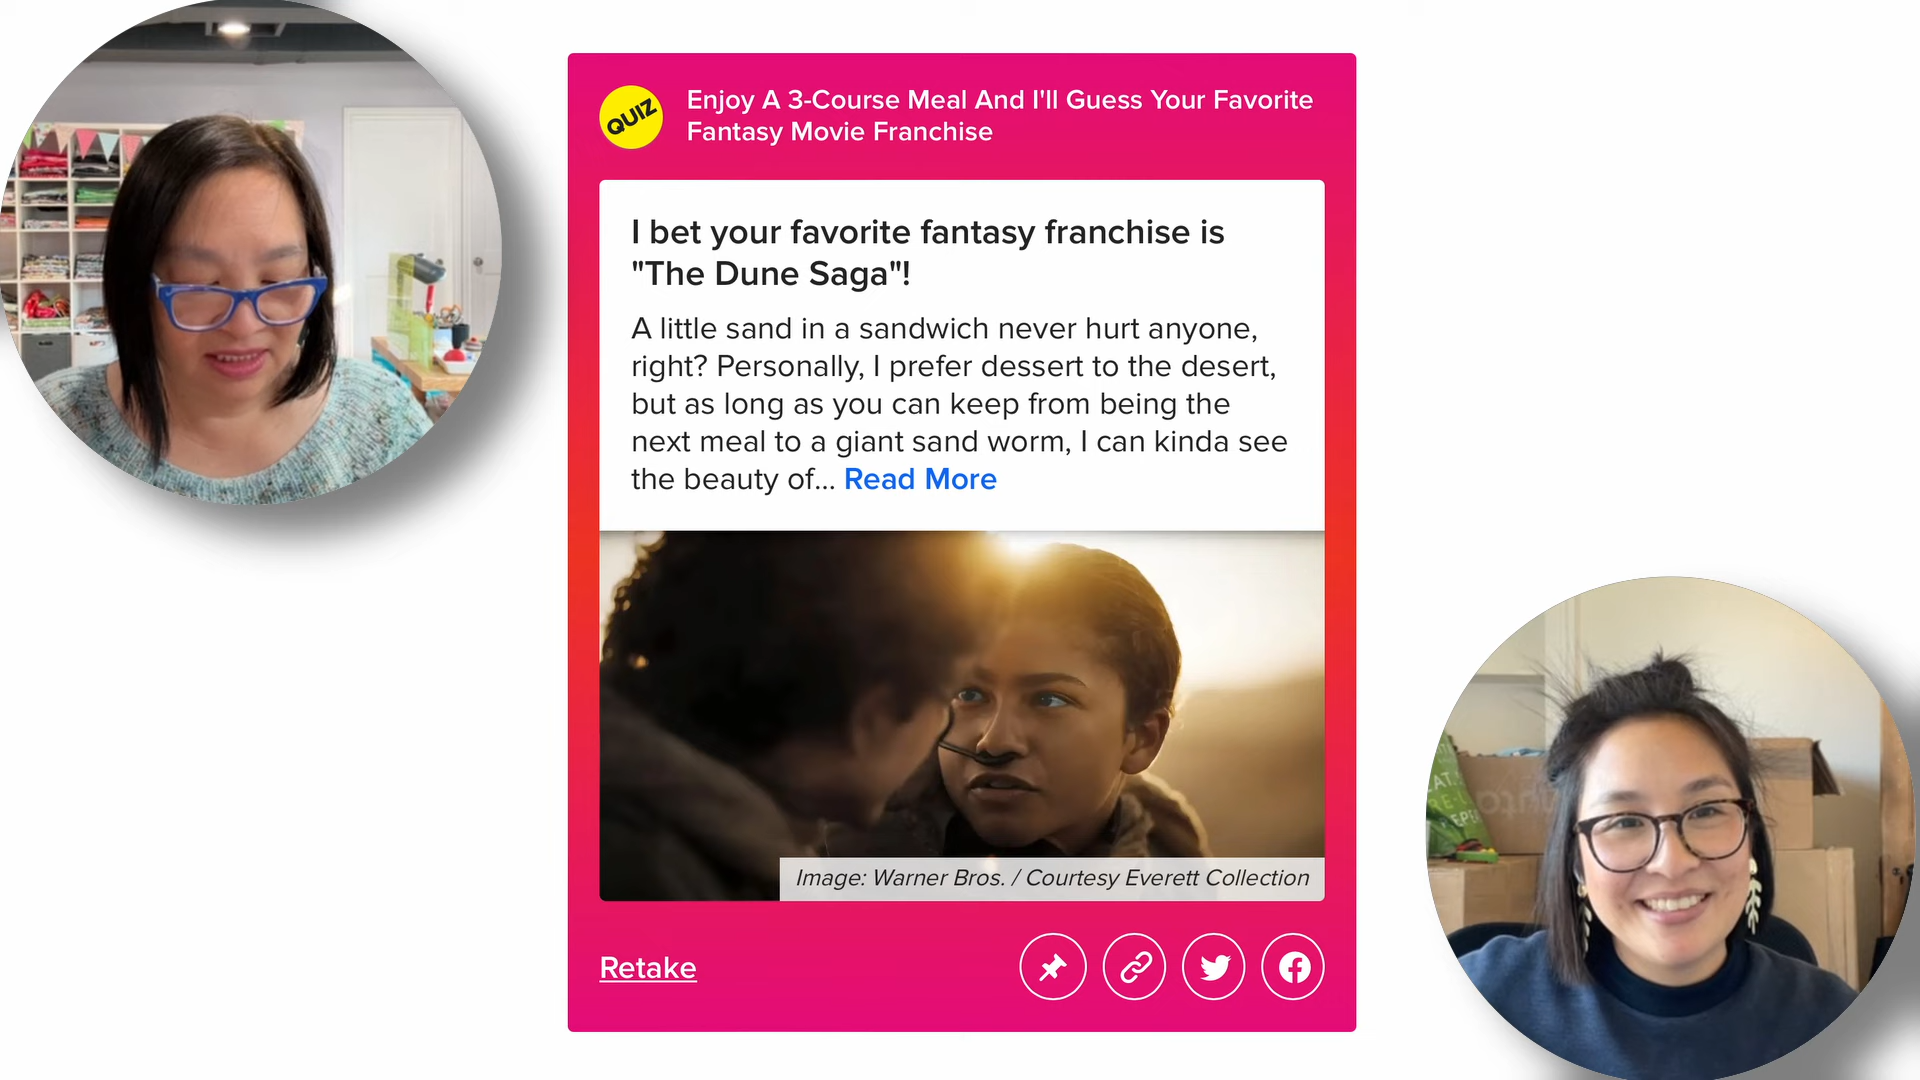 QUIZ
Enjoy A 3-Course Meal And I'll Guess Your Favorite
Fantasy Movie Franchise
I bet your favorite fantasy franchise is
"The Dune Saga"!
A little sand in a sandwich never hurt anyone,
right? Personally, I prefer dessert to the desert,
but as long as you can keep from being the
next meal to a giant sand worm, I can kinda see
the beauty of... Read More
Image: Warner Bros. / Courtesy Everett Collection
Retake